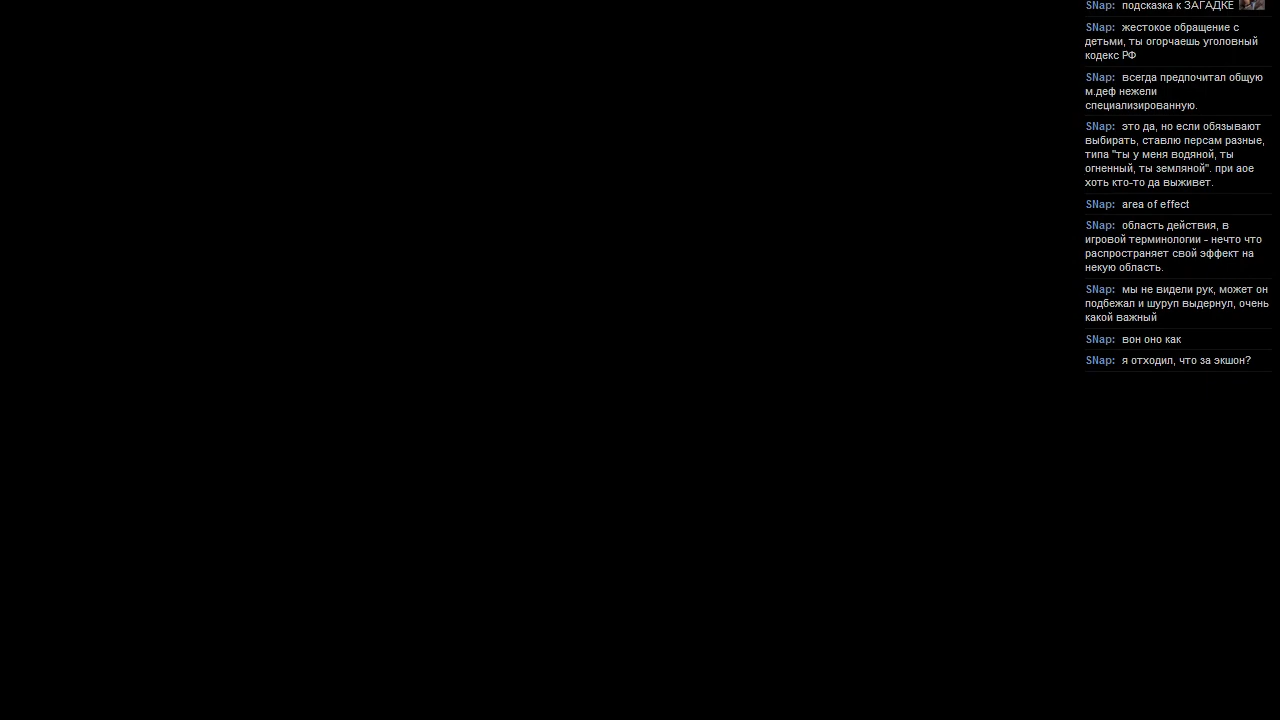 SNap: подсказка к ЗАГАДКЕ
SNap: жестокое обращение с
детьми, ты огорчаешь уголовный
кодекс РФ
SNap: всегда предпочитал общую
м.деф нежели
специализированную.
SNap: это да, но если обязывают
выбирать, ставлю персам разные,
типа "ты у меня водяной, ты
огненный, ты земляной". при аое
хоть кто-то да выживет.
SNap: area of effect
SNap: область действия, в
игровой терминологии - нечто что
распространяет свой эффект на
некую область.
SNap: мы не видели рук, может он
подбежал и шуруп выдернул, очень
какой важный
SNap: вон оно как
SNap: я отходил, что за экшон?